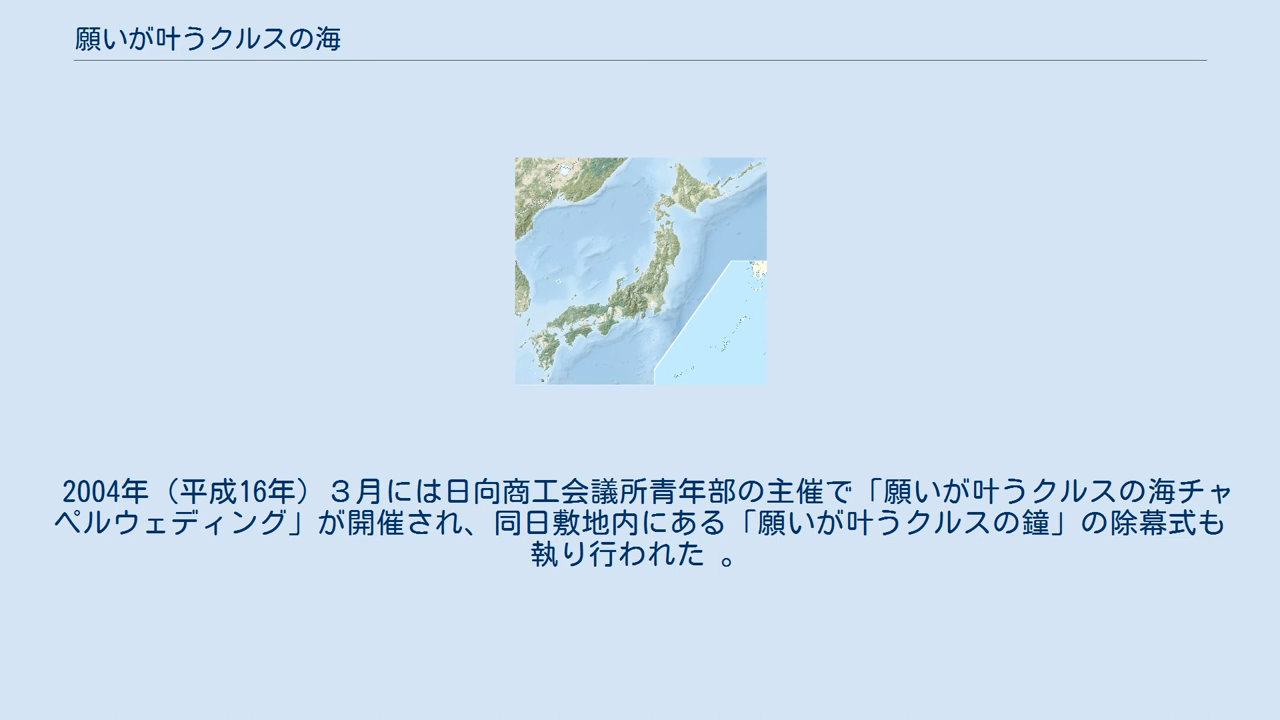 願いが叶うクルスの海
2004年（平成16年）３月には日向商工会議所青年部の主催で「願いが叶うクルスの海チャ
ペルウェディング」が開催され、同日敷地内にある「願いが叶うクルスの鐘」の除幕式も
執り行われた 。